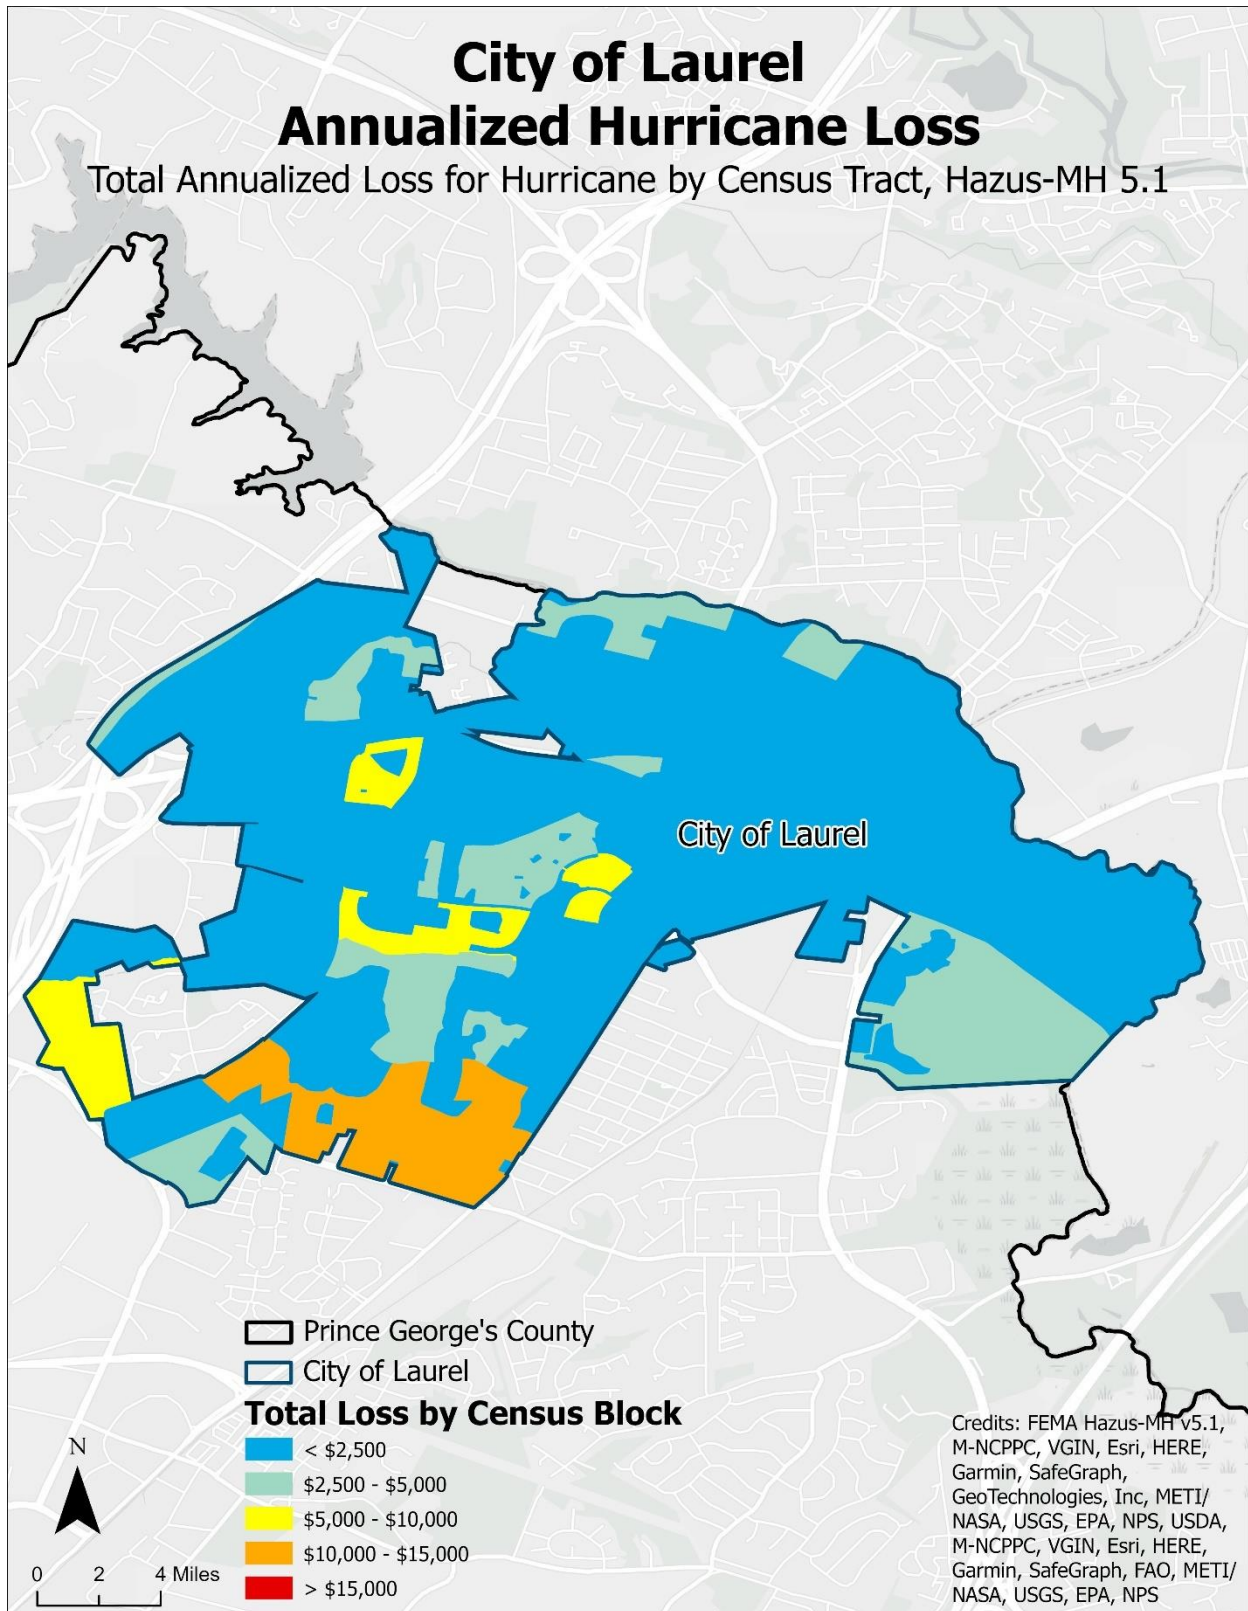 City of Laurel
Annualized Hurricane Loss
Total Annualized Loss for Hurricane by Census Tract, Hazus-MH 5.1
City of Laurel
Prince George's County
City of Laurel
Total Loss by Census Block
< $2,500
$2,500 - $5,000
$5,000 - $10,000
$10,000 - $15,000
> $15,000
N
0 2 4 Miles
Credits: FEMA Hazus-MH v5.1,
M-NCPPC, VGIN, Esri, HERE,
Garmin, SafeGraph,
GeoTechnologies, Inc, METI/
NASA, USGS, EPA, NPS, USDA,
M-NCPPC, VGIN, Esri, HERE,
Garmin, SafeGraph, FAO, METI/
NASA, USGS, EPA, NPS